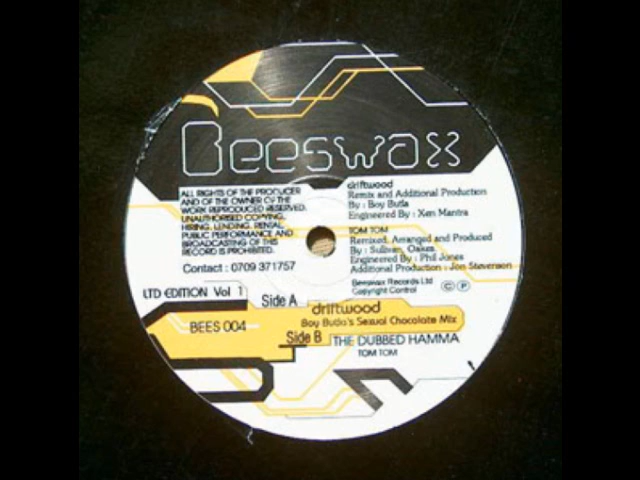 Beeswax
ALL RIGHTS OF THE PRODUCER
AND OF THE OWNER OF THE
WORK REPRODUCED RESERVED.
UNAUTHORISED COPYING,
HIRING, LENDING, RENTAL,
PUBLIC PERFORMANCE AND
BROADCASTING OF THIS
RECORD IS PROHIBITED.
Contact : 0709 371757
driftwood
Remix and Additional Production
By : Boy Butla
Engineered By : Xen Mantra
TOM TOM
Remixed, Arranged and Produced
By : Sullivan, Oakes
Engineered By : Phil Jones
Additional Production : Jon Stevenson
Beeswax Records Ltd
Copyright Control
© ℗
LTD EDITION Vol 1
BEES 004
Side A
driftwood
Boy Butla's Sexual Chocolate Mix
Side B
THE DUBBED HAMMA
TOM TOM